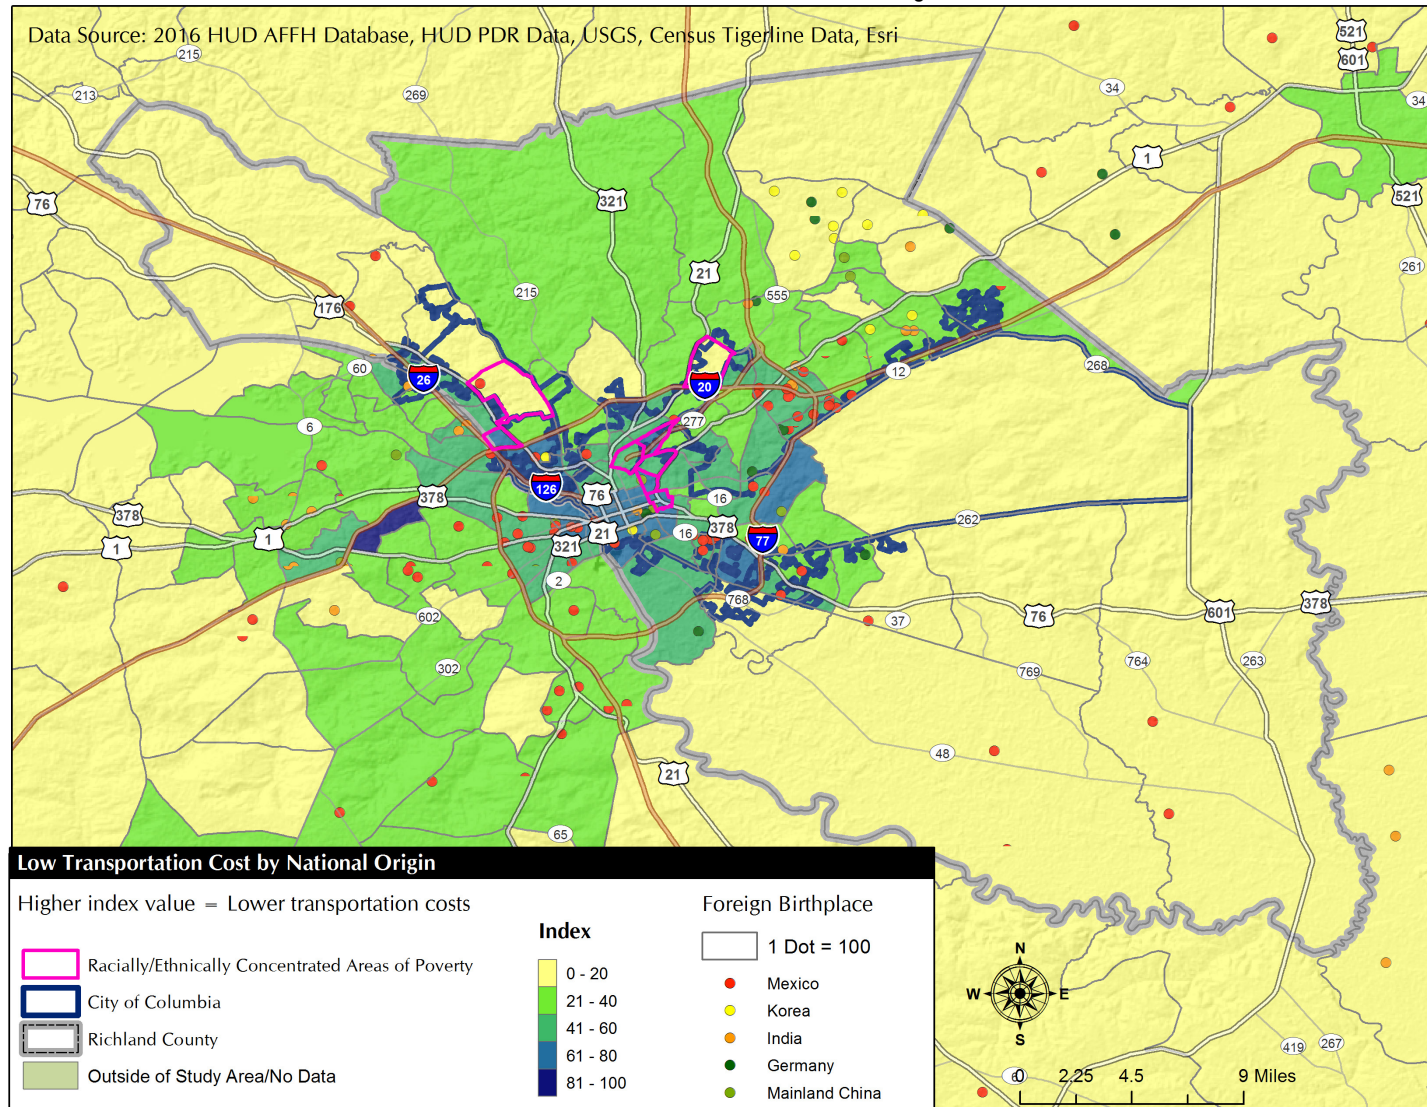 Data Source: 2016 HUD AFFH Database, HUD PDR Data, USGS, Census Tigerline Data, Esri
521
601
215
34
213
269
34
1
76
321
521
261
21
215
555
176
60
268
26
20
12
6
277
378
126
76
16
378
262
1
1
21
16
378
77
321
2
768
602
37
76
601
378
302
769
764
263
48
21
65
Low Transportation Cost by National Origin
Higher index value = Lower transportation costs
Racially/Ethnically Concentrated Areas of Poverty
City of Columbia
Richland County
Outside of Study Area/No Data
Index
0 - 20
21 - 40
41 - 60
61 - 80
81 - 100
Foreign Birthplace
1 Dot = 100
Mexico
Korea
India
Germany
Mainland China
N
W E
S
419 267
0 2.25 4.5 9 Miles